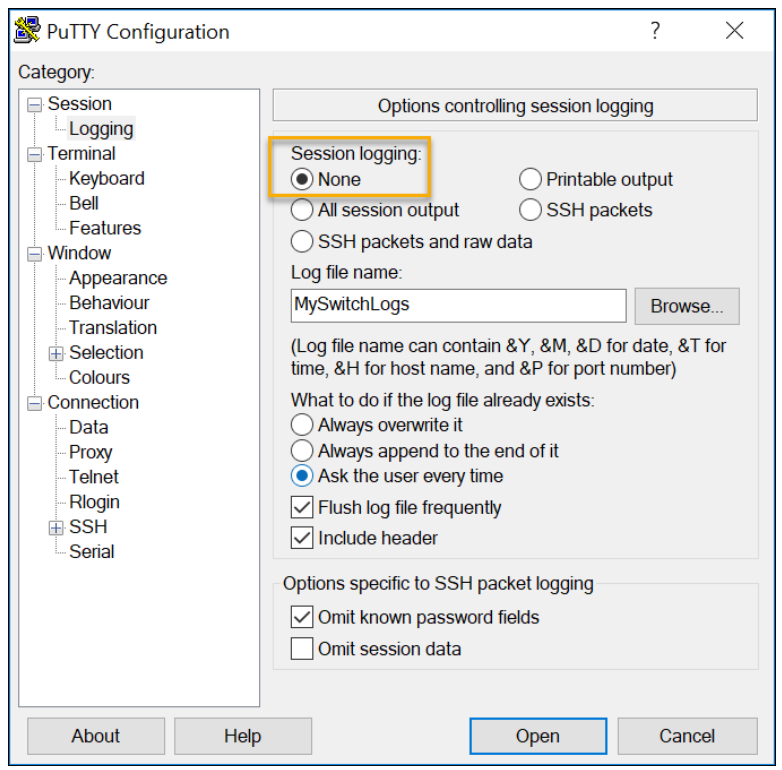 PuTTY Configuration
?
Category:
Session
Logging
Terminal
Keyboard
Bell
Features
Window
Appearance
Behaviour
Translation
Selection
Colours
Connection
Data
Proxy
Telnet
Rlogin
SSH
Serial
Options controlling session logging
Session logging:
None
Printable output
All session output
SSH packets
SSH packets and raw data
Log file name:
MySwitchLogs
Browse...
(Log file name can contain &Y, &M, &D for date, &T for
time, &H for host name, and &P for port number)
What to do if the log file already exists:
Always overwrite it
Always append to the end of it
Ask the user every time
Flush log file frequently
Include header
Options specific to SSH packet logging
Omit known password fields
Omit session data
About
Help
Open
Cancel